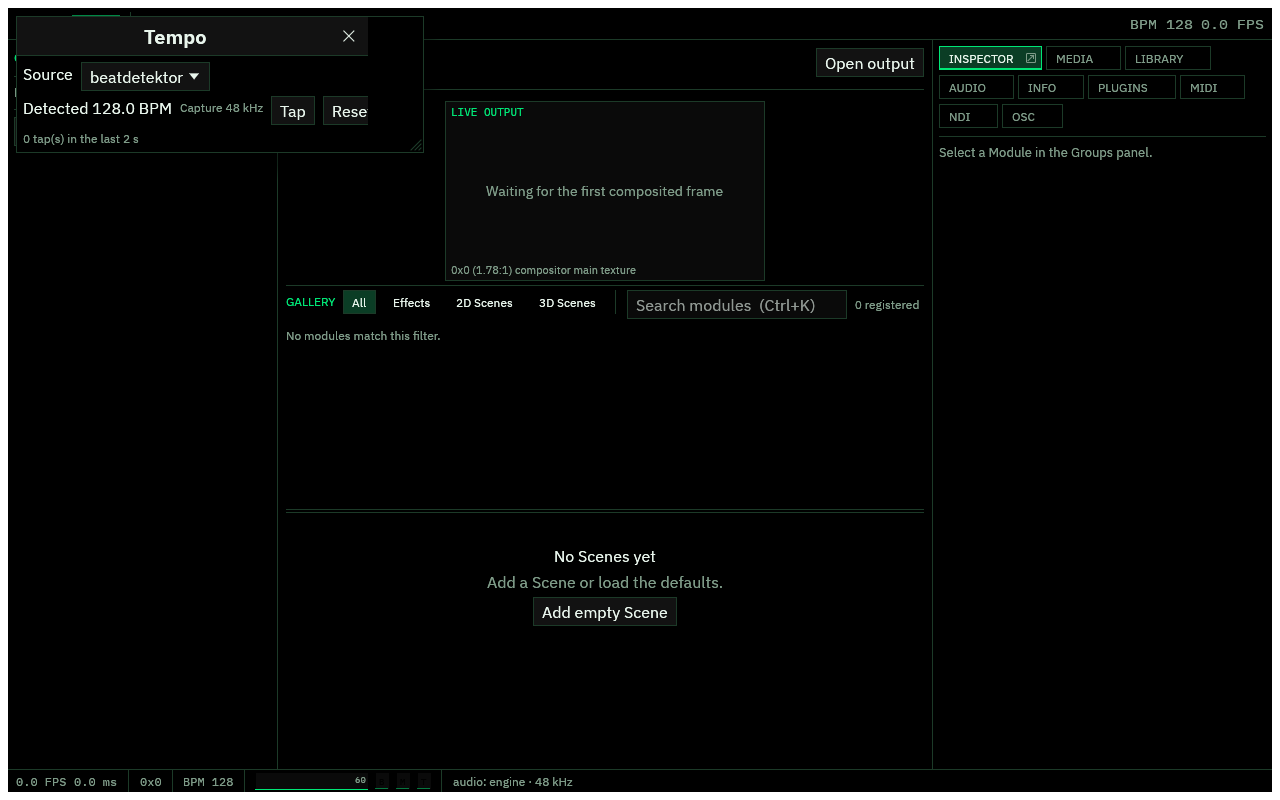 BPM 128 0.0 FPS
Tempo
Source beatdetektor
Detected 128.0 BPM Capture 48 kHz Tap Rese
0 tap(s) in the last 2 s
Open output
LIVE OUTPUT
Waiting for the first composited frame
0x0 (1.78:1) compositor main texture
GALLERY All Effects 2D Scenes 3D Scenes Search modules (Ctrl+K) 0 registered
No modules match this filter.
No Scenes yet
Add a Scene or load the defaults.
Add empty Scene
INSPECTOR MEDIA LIBRARY
AUDIO INFO PLUGINS MIDI
NDI OSC
Select a Module in the Groups panel.
0.0 FPS 0.0 ms 0x0 BPM 128 60 audio: engine · 48 kHz